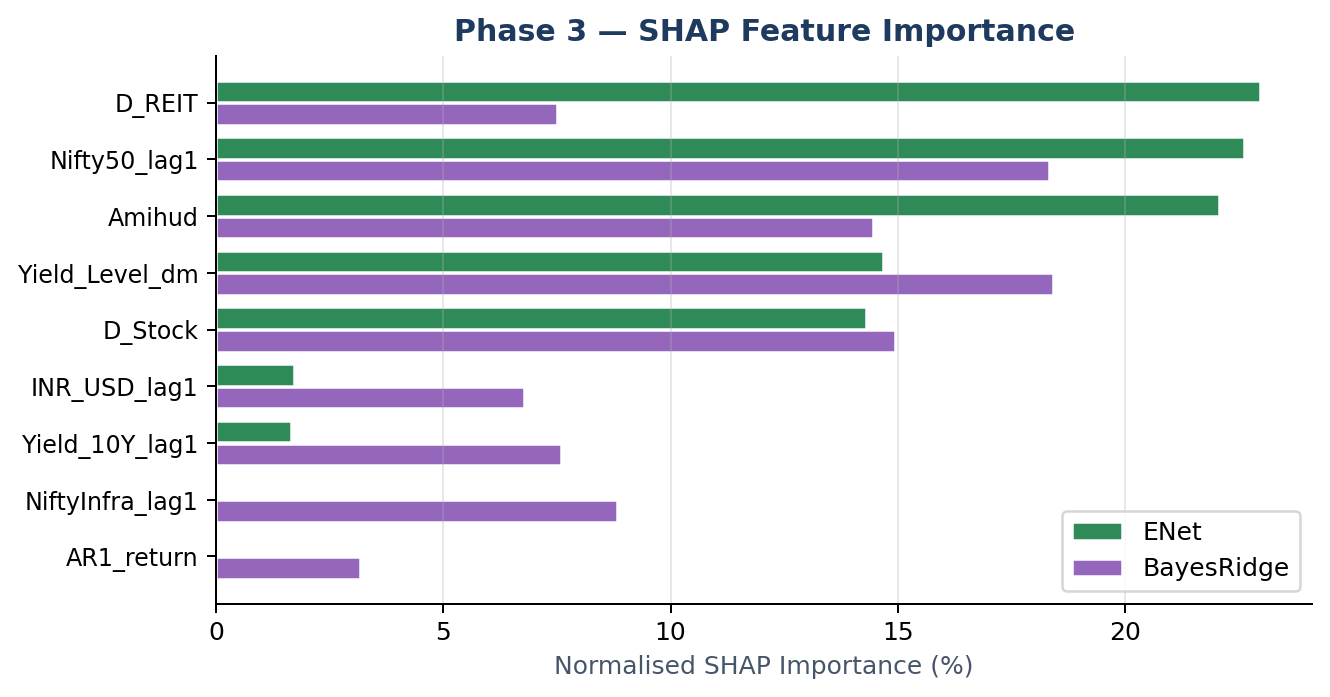 Phase 3 — SHAP Feature Importance
D_REIT
Nifty50_lag1
Amihud
Yield_Level_dm
D_Stock
INR_USD_lag1
Yield_10Y_lag1
NiftyInfra_lag1
AR1_return
ENet
BayesRidge
0 5 10 15 20
Normalised SHAP Importance (%)